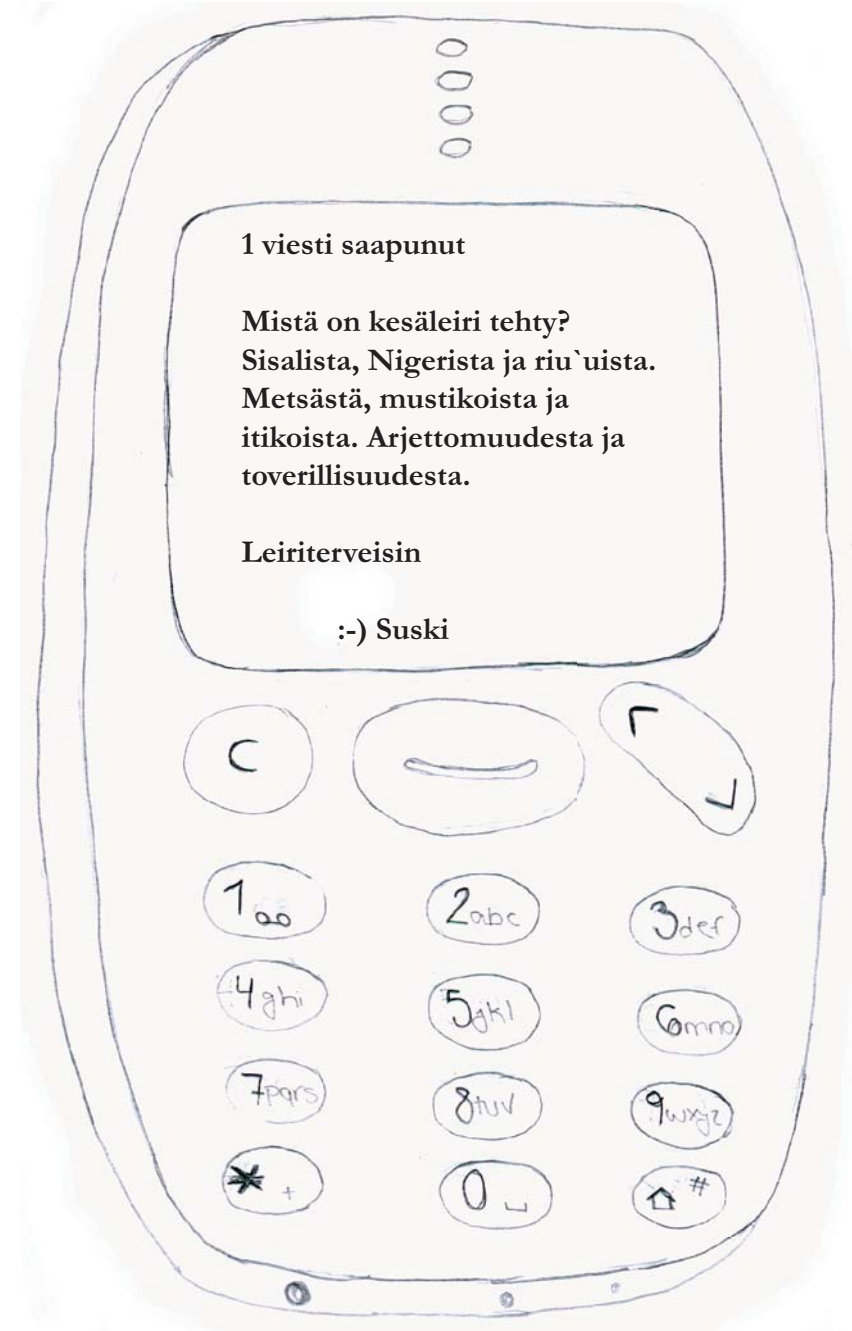 1 viesti saapunut
Mistä on kesäleiri tehty?
Sisalista, Nigerista ja riu`uista.
Metsästä, mustikoista ja
itikoista. Arjettomuudesta ja
toverillisuudesta.
Leiriterveisin
:-) Suski
C
1 2abc 3def
4ghi 5jkl 6mno
7pqrs 8tuv 9wxyz
* + 0 #